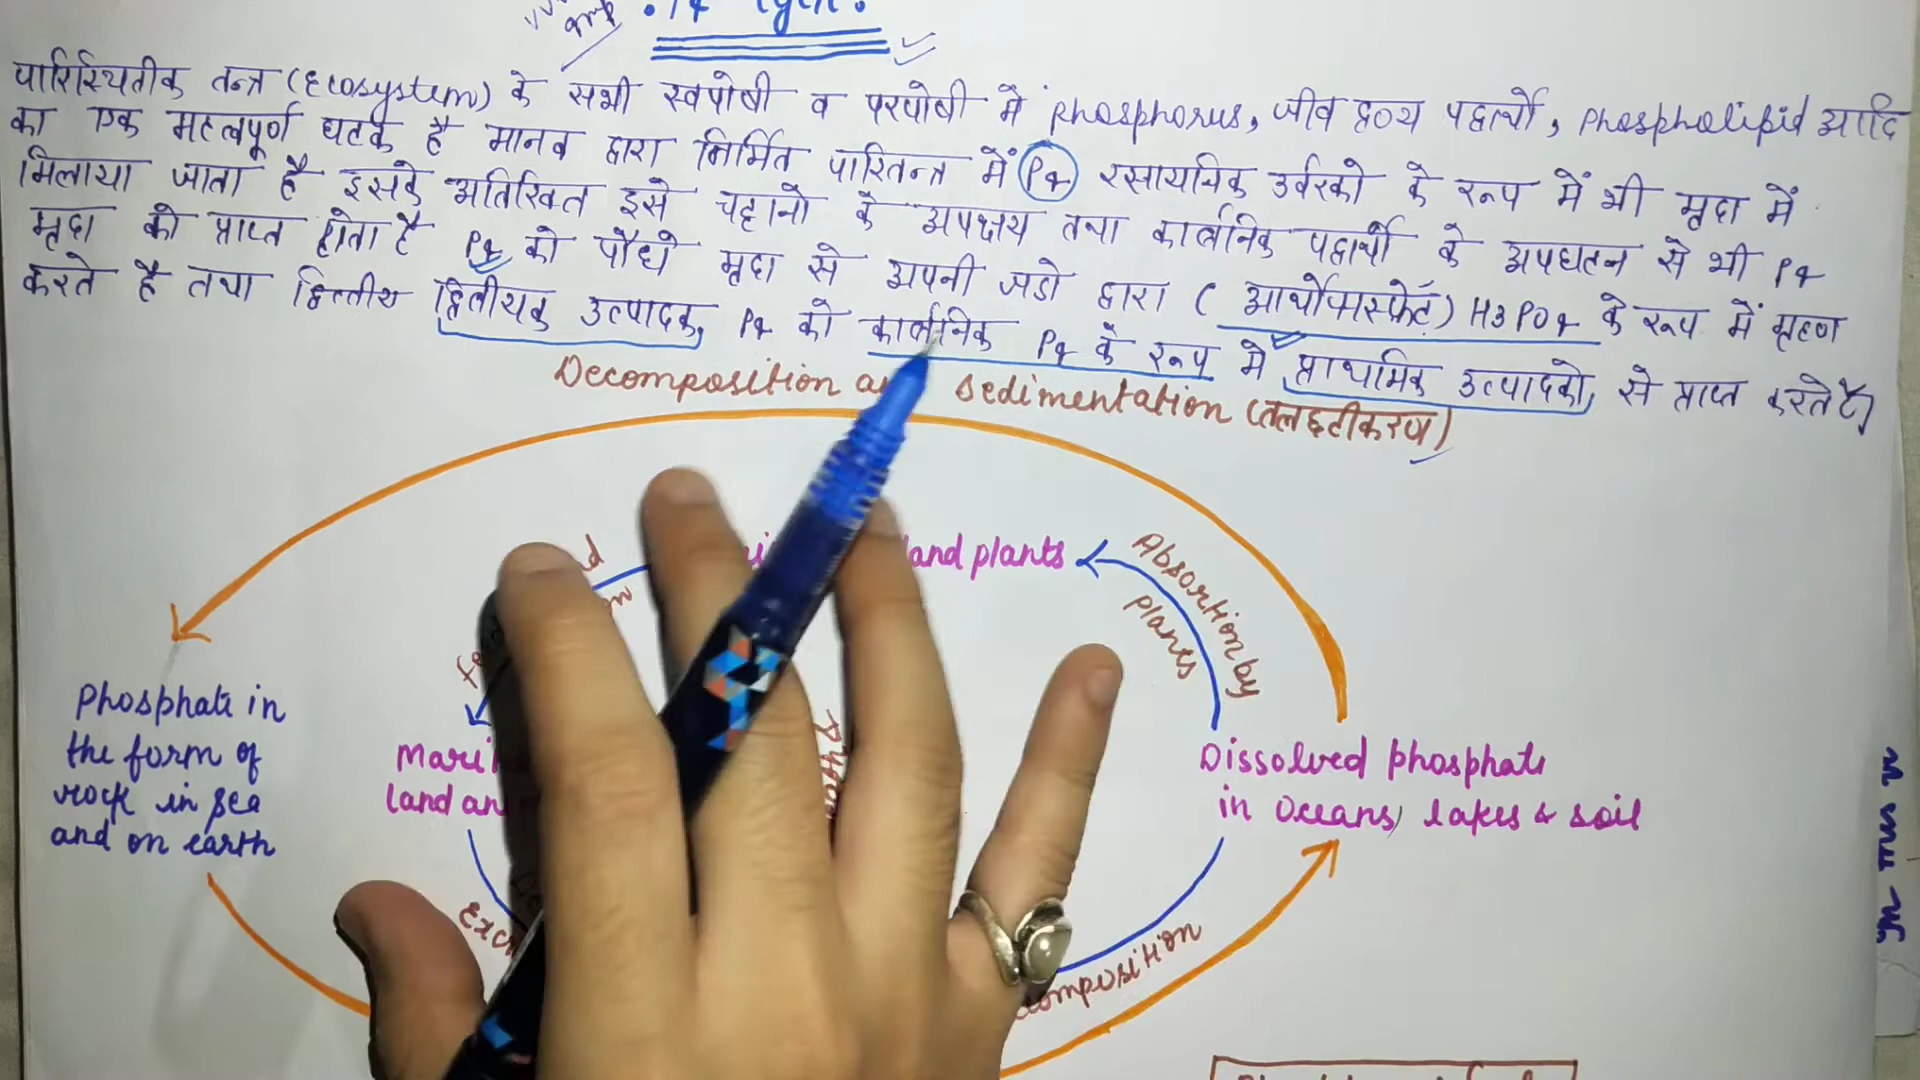 पारिस्थितीक तन्त्र (Ecosystem) के सभी स्वपोषी व परपोषी में Phosphorus, जीव द्रव्य पदार्थो, Phospholipid आदि
का एक महत्वपूर्ण घटक है मानव द्वारा निर्मित पारितन्त्र में P4 रसायनिक उर्वरको के रूप में भी मृदा में
मिलाया जाता है इसके अतिरिक्त इसे चट्टानो के अपक्षय तथा कार्बनिक पदार्थो के अपघटन से भी P4
मृदा को प्राप्त होता है P4 को पौधे मृदा से अपनी जडो द्वारा (आर्थोफास्फेट) H3PO4 के रूप में ग्रहण
करते है तथा द्वितीय द्वितीयक उत्पादक, P4 को कार्बनिक P4 के रूप में प्राथमिक उत्पादको, से प्राप्त करते है
Decomposition sedimentation (तलछटीकरण)
land plants
Absortion by
plants
Phosphate in
the form of
rock in sea
and on earth
land
Dissolved phosphate
in Oceans, lakes & soil